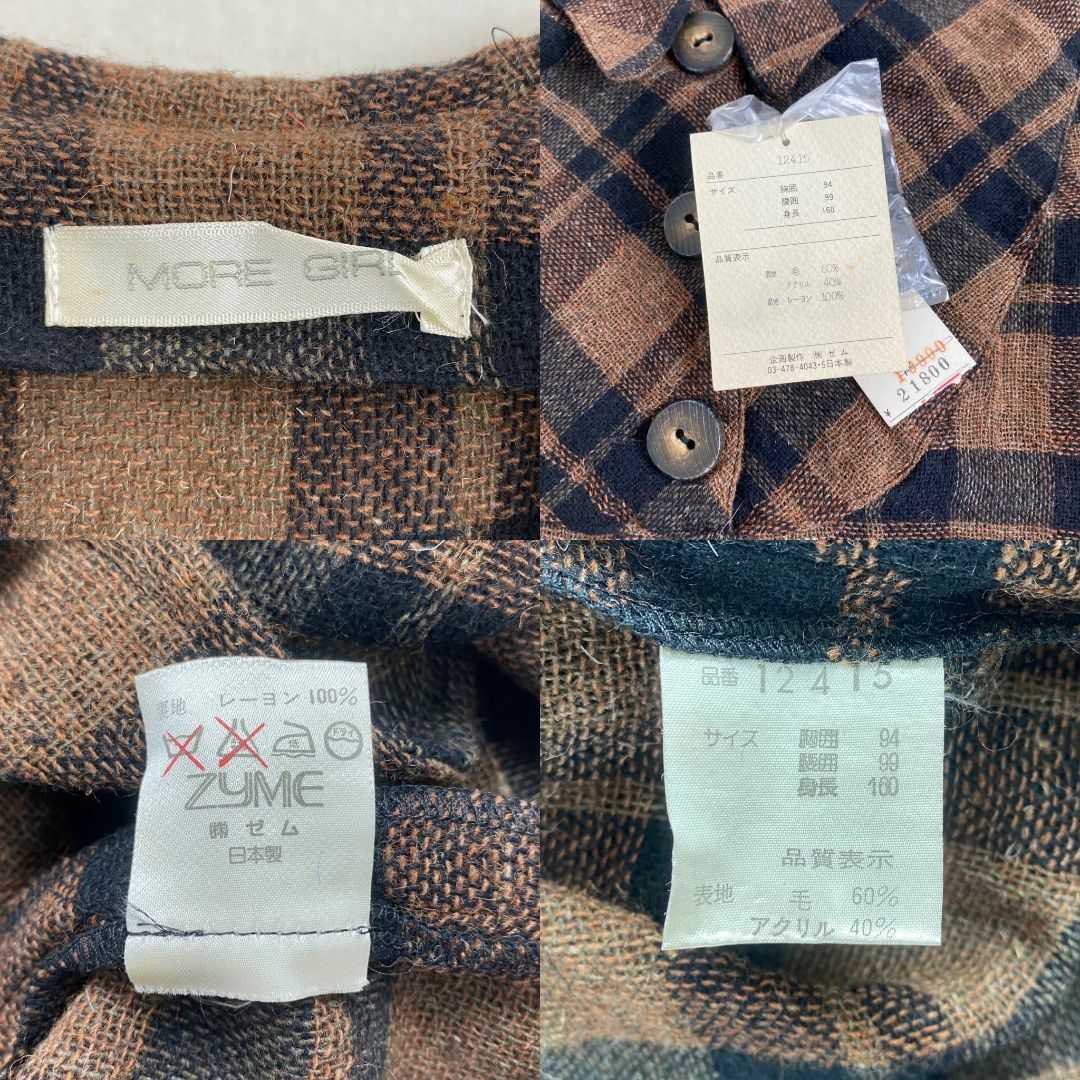 MORE GIRL
12415
品番
サイズ 胸囲 94
腰囲 99
身長 160
品質表示
表地 毛 60%
アクリル 40%
裏地 レーヨン 100%
企画製作 ㈱ゼム
03-478-4043・5日本製
¥ 21800
裏地 レーヨン 100%
ZYME
㈱ゼム
日本製
品番 12415
サイズ 胸囲 94
腰囲 99
身長 160
品質表示
表地 毛 60%
アクリル 40%